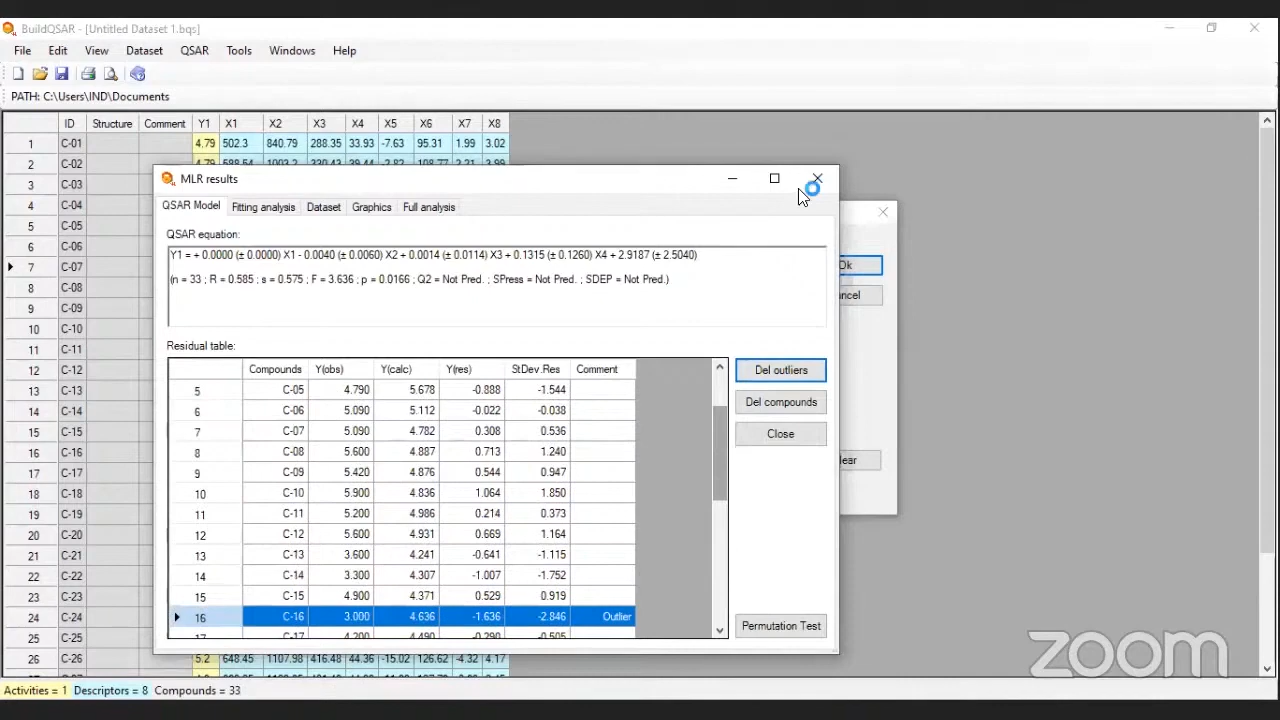 BuildQSAR - [Untitled Dataset 1.bqs]
File Edit View Dataset QSAR Tools Windows Help
PATH: C:\Users\IND\Documents
ID Structure Comment Y1 X1 X2 X3 X4 X5 X6 X7 X8
1 C-01 4.79 502.3 840.79 288.35 33.93 -7.63 95.31 1.99 3.02
2 C-02
3 C-03
4 C-04
5 C-05
6 C-06
7 C-07
8 C-08
9 C-09
10 C-10
11 C-11
12 C-12
13 C-13
14 C-14
15 C-15
16 C-16
17 C-17
18 C-18
19 C-19
20 C-20
21 C-21
22 C-22
23 C-23
24 C-24
25 C-25
26 C-26 5.2 648.45 1107.98 416.48 44.36 -15.02 126.62 -4.32 4.17
MLR results
QSAR Model Fitting analysis Dataset Graphics Full analysis
QSAR equation:
Y1 = + 0.0000 (± 0.0000) X1 - 0.0040 (± 0.0060) X2 + 0.0014 (± 0.0114) X3 + 0.1315 (± 0.1260) X4 + 2.9187 (± 2.5040)
(n = 33 ; R = 0.585 ; s = 0.575 ; F = 3.636 ; p = 0.0166 ; Q2 = Not Pred. ; SPress = Not Pred. ; SDEP = Not Pred.)
Residual table:
Compounds Y(obs) Y(calc) Y(res) StDev.Res Comment
5 C-05 4.790 5.678 -0.888 -1.544
6 C-06 5.090 5.112 -0.022 -0.038
7 C-07 5.090 4.782 0.308 0.536
8 C-08 5.600 4.887 0.713 1.240
9 C-09 5.420 4.876 0.544 0.947
10 C-10 5.900 4.836 1.064 1.850
11 C-11 5.200 4.986 0.214 0.373
12 C-12 5.600 4.931 0.669 1.164
13 C-13 3.600 4.241 -0.641 -1.115
14 C-14 3.300 4.307 -1.007 -1.752
15 C-15 4.900 4.371 0.529 0.919
16 C-16 3.000 4.636 -1.636 -2.846 Outlier
17 C-17 4.200 4.490 -0.290 -0.505
Del outliers
Del compounds
Close
Permutation Test
Ok
ncel
lear
Activities = 1 Descriptors = 8 Compounds = 33
zoom